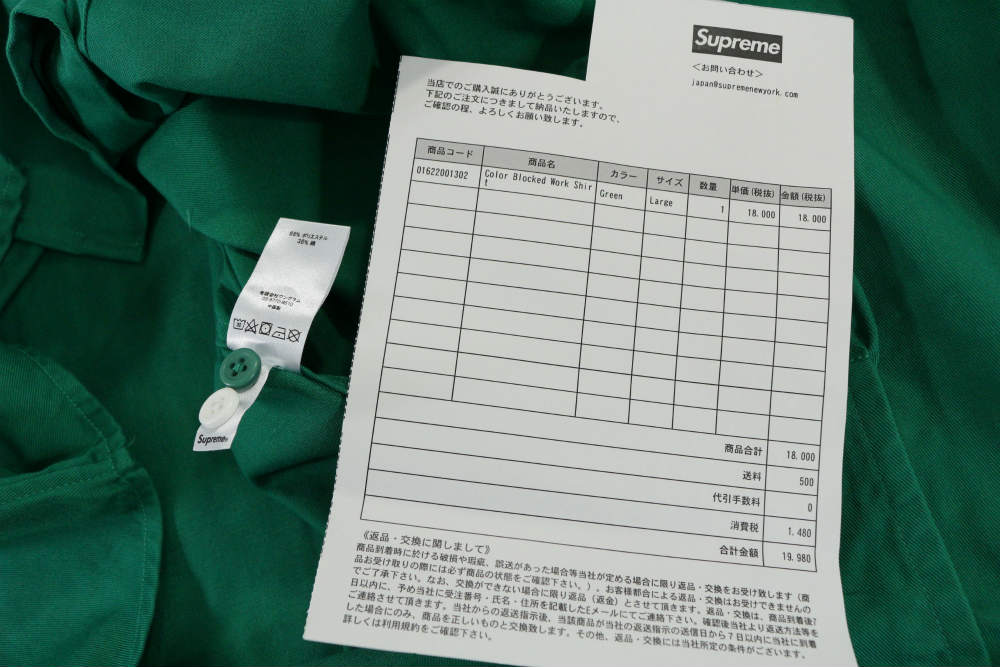 Supreme
＜お問い合わせ＞
japan@supremenewyork.com
当店でのご購入誠にありがとうございます。
下記のご注文につきまして納品いたしますので、
ご確認の程、よろしくお願い致します。
商品コード 商品名 カラー サイズ 数量 単価(税抜) 金額(税抜)
01622001302 Color Blocked Work Shir Green Large 1 18.000 18.000
t
商品合計 18.000
送料 500
代引手数料 0
消費税 1.480
合計金額 19.980
《返品・交換に関しまして》
商品到着時に於ける破損や瑕疵、誤送があった場合等当社が定める場合に限り返品・交換をお受け致します（商
品お受け取りの際には必ず商品の状態をご確認下さい。）。お客様都合による返品・交換はお受けできませんの
でご了承下さい。なお、交換ができない場合に限り返品（返金）とさせて頂きます。返品・交換は、商品到着後7
日以内に、予め当社に受注番号・氏名・住所を記載したEメールにてご連絡下さい。確認後当社より返送方法等を
ご連絡させて頂きます。当社からの返送指示後、当該商品が当社の返送指示の送信日から7日以内に当社に到着
した場合にのみ、商品を正しいものと交換致します。その他、返品・交換には当社所定の条件がございます。
詳しくは利用規約をご確認下さい。
ポリエステル
綿
有限会社ワングラム
中国製
Supreme®